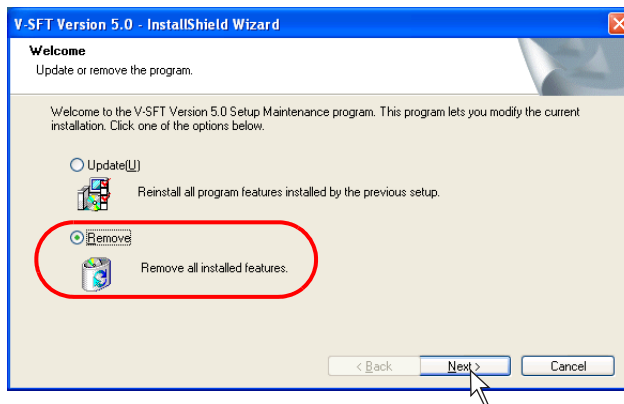 V-SFT Version 5.0 - InstallShield Wizard
Welcome
Update or remove the program.
Welcome to the V-SFT Version 5.0 Setup Maintenance program. This program lets you modify the current
installation. Click one of the options below.
Update(U)
Reinstall all program features installed by the previous setup.
Remove
Remove all installed features.
< Back Next > Cancel